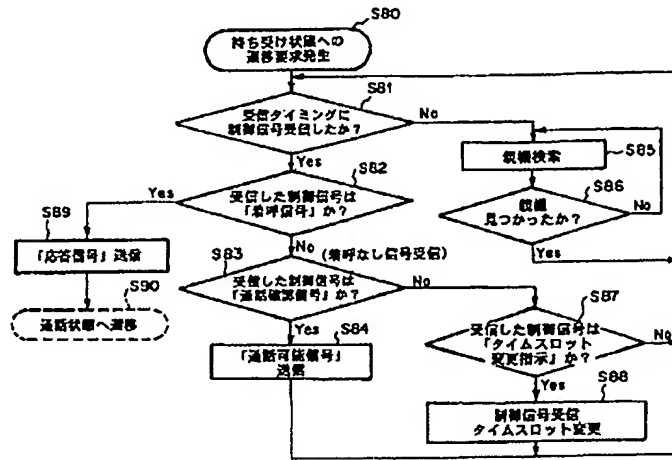 S80
持ち受け状態への
遷移要求発生
S81
受信タイミングに
制御信号受信したか?
No
Yes
S85
親機検索
S86
親機
見つかったか?
No
Yes
S82
受信した制御信号は
「着呼信号」か?
Yes
S89
「応答信号」送信
S90
通話状態へ遷移
No (着呼なし信号受信)
S83
受信した制御信号は
「通話確認信号」か?
No
Yes
S84
「通話可能信号」
送信
S87
受信した制御信号は
「タイムスロット
変更指示」か?
No
Yes
S88
制御信号受信
タイムスロット変更